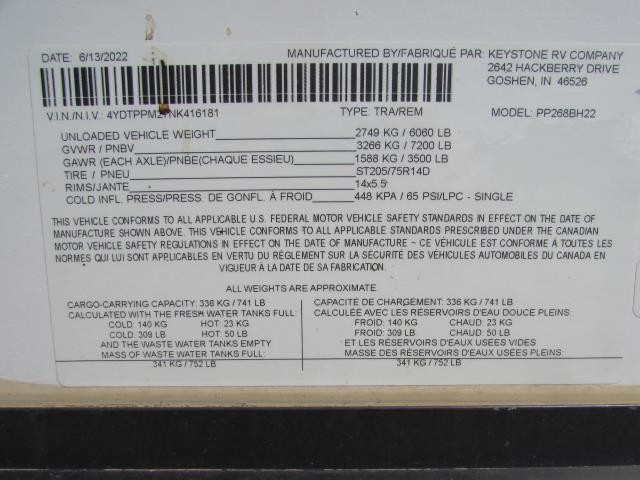 DATE: 6/13/2022 MANUFACTURED BY/FABRIQUÉ PAR: KEYSTONE RV COMPANY
2642 HACKBERRY DRIVE
GOSHEN, IN 46526
V.I.N./N.I.V.: 4YDTPPM21NK416181 TYPE: TRA/REM MODEL: PP268BH22
UNLOADED VEHICLE WEIGHT 2749 KG / 6060 LB
GVWR / PNBV 3266 KG / 7200 LB
GAWR (EACH AXLE)/PNBE(CHAQUE ESSIEU) 1588 KG / 3500 LB
TIRE / PNEU ST205/75R14D
RIMS/JANTE 14x5.5
COLD INFL. PRESS/PRESS. DE GONFL. À FROID 448 KPA / 65 PSI/LPC - SINGLE
THIS VEHICLE CONFORMS TO ALL APPLICABLE U.S. FEDERAL MOTOR VEHICLE SAFETY STANDARDS IN EFFECT ON THE DATE OF
MANUFACTURE SHOWN ABOVE. THIS VEHICLE CONFORMS TO ALL APPLICABLE STANDARDS PRESCRIBED UNDER THE CANADIAN
MOTOR VEHICLE SAFETY REGULATIONS IN EFFECT ON THE DATE OF MANUFACTURE ~ CE VÉHICULE EST CONFORME À TOUTES LES
NORMES QUI LUI SONT APPLICABLES EN VERTU DU RÈGLEMENT SUR LA SÉCURITÉ DES VÉHICULES AUTOMOBILES DU CANADA EN
VIGUEUR À LA DATE DE SA FABRICATION.
ALL WEIGHTS ARE APPROXIMATE.
CARGO-CARRYING CAPACITY: 336 KG / 741 LB
CALCULATED WITH THE FRESH WATER TANKS FULL:
COLD: 140 KG HOT: 23 KG
COLD: 309 LB HOT: 50 LB
AND THE WASTE WATER TANKS EMPTY
MASS OF WASTE WATER TANKS FULL:
341 KG / 752 LB
CAPACITÉ DE CHARGEMENT: 336 KG / 741 LB
CALCULÉE AVEC LES RÉSERVOIRS D'EAU DOUCE PLEINS:
FROID: 140 KG CHAUD: 23 KG
FROID: 309 LB CHAUD: 50 LB
ET LES RÉSERVOIRS D'EAUX USÉES VIDES
MASSE DES RÉSERVOIRS D'EAUX USÉES PLEINS:
341 KG / 752 LB